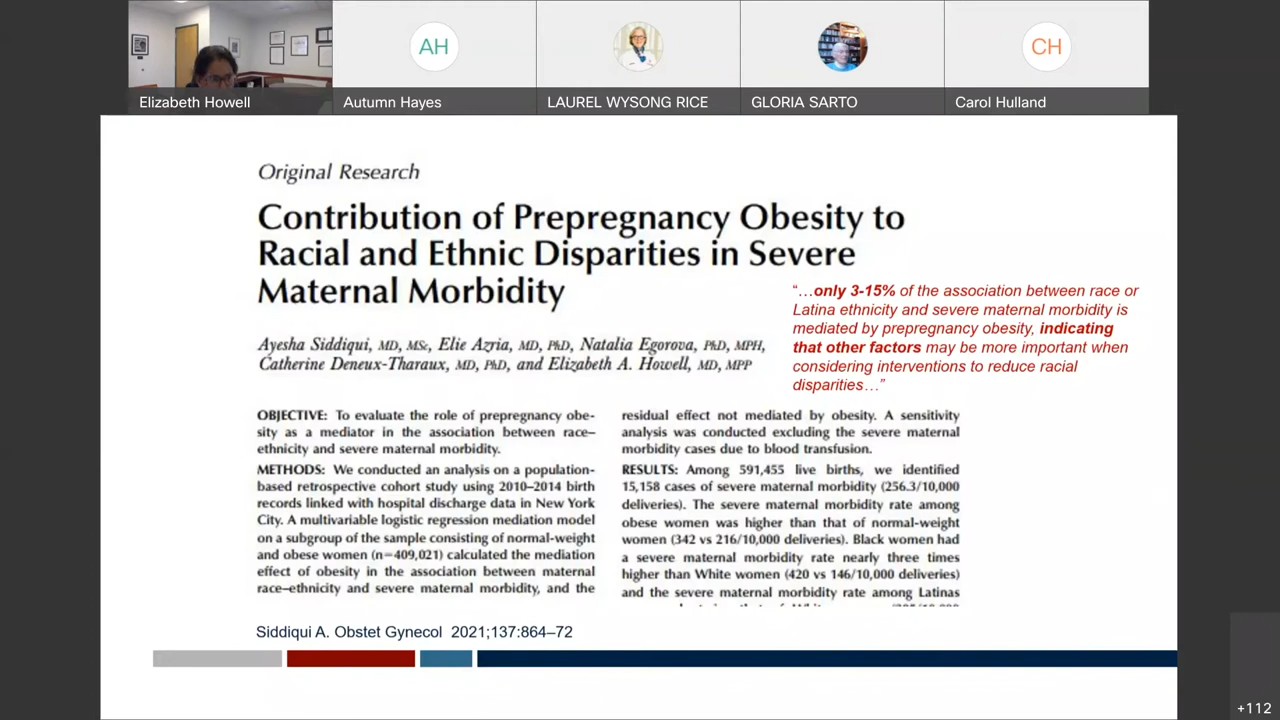 AH
CH
Elizabeth Howell
Autumn Hayes
LAUREL WYSONG RICE
GLORIA SARTO
Carol Hulland
Original Research
Contribution of Prepregnancy Obesity to
Racial and Ethnic Disparities in Severe
Maternal Morbidity
Ayesha Siddiqui, MD, MSc, Elie Azria, MD, PhD, Natalia Egorova, PhD, MPH,
Catherine Deneux-Tharaux, MD, PhD, and Elizabeth A. Howell, MD, MPP
“…only 3-15% of the association between race or
Latina ethnicity and severe maternal morbidity is
mediated by prepregnancy obesity, indicating
that other factors may be more important when
considering interventions to reduce racial
disparities…”
OBJECTIVE: To evaluate the role of prepregnancy obe-
sity as a mediator in the association between race–
ethnicity and severe maternal morbidity.
METHODS: We conducted an analysis on a population-
based retrospective cohort study using 2010–2014 birth
records linked with hospital discharge data in New York
City. A multivariable logistic regression mediation model
on a subgroup of the sample consisting of normal-weight
and obese women (n=409,021) calculated the mediation
effect of obesity in the association between maternal
race–ethnicity and severe maternal morbidity, and the
residual effect not mediated by obesity. A sensitivity
analysis was conducted excluding the severe maternal
morbidity cases due to blood transfusion.
RESULTS: Among 591,455 live births, we identified
15,158 cases of severe maternal morbidity (256.3/10,000
deliveries). The severe maternal morbidity rate among
obese women was higher than that of normal-weight
women (342 vs 216/10,000 deliveries). Black women had
a severe maternal morbidity rate nearly three times
higher than White women (420 vs 146/10,000 deliveries)
and the severe maternal morbidity rate among Latinas
Siddiqui A. Obstet Gynecol 2021;137:864–72
+112